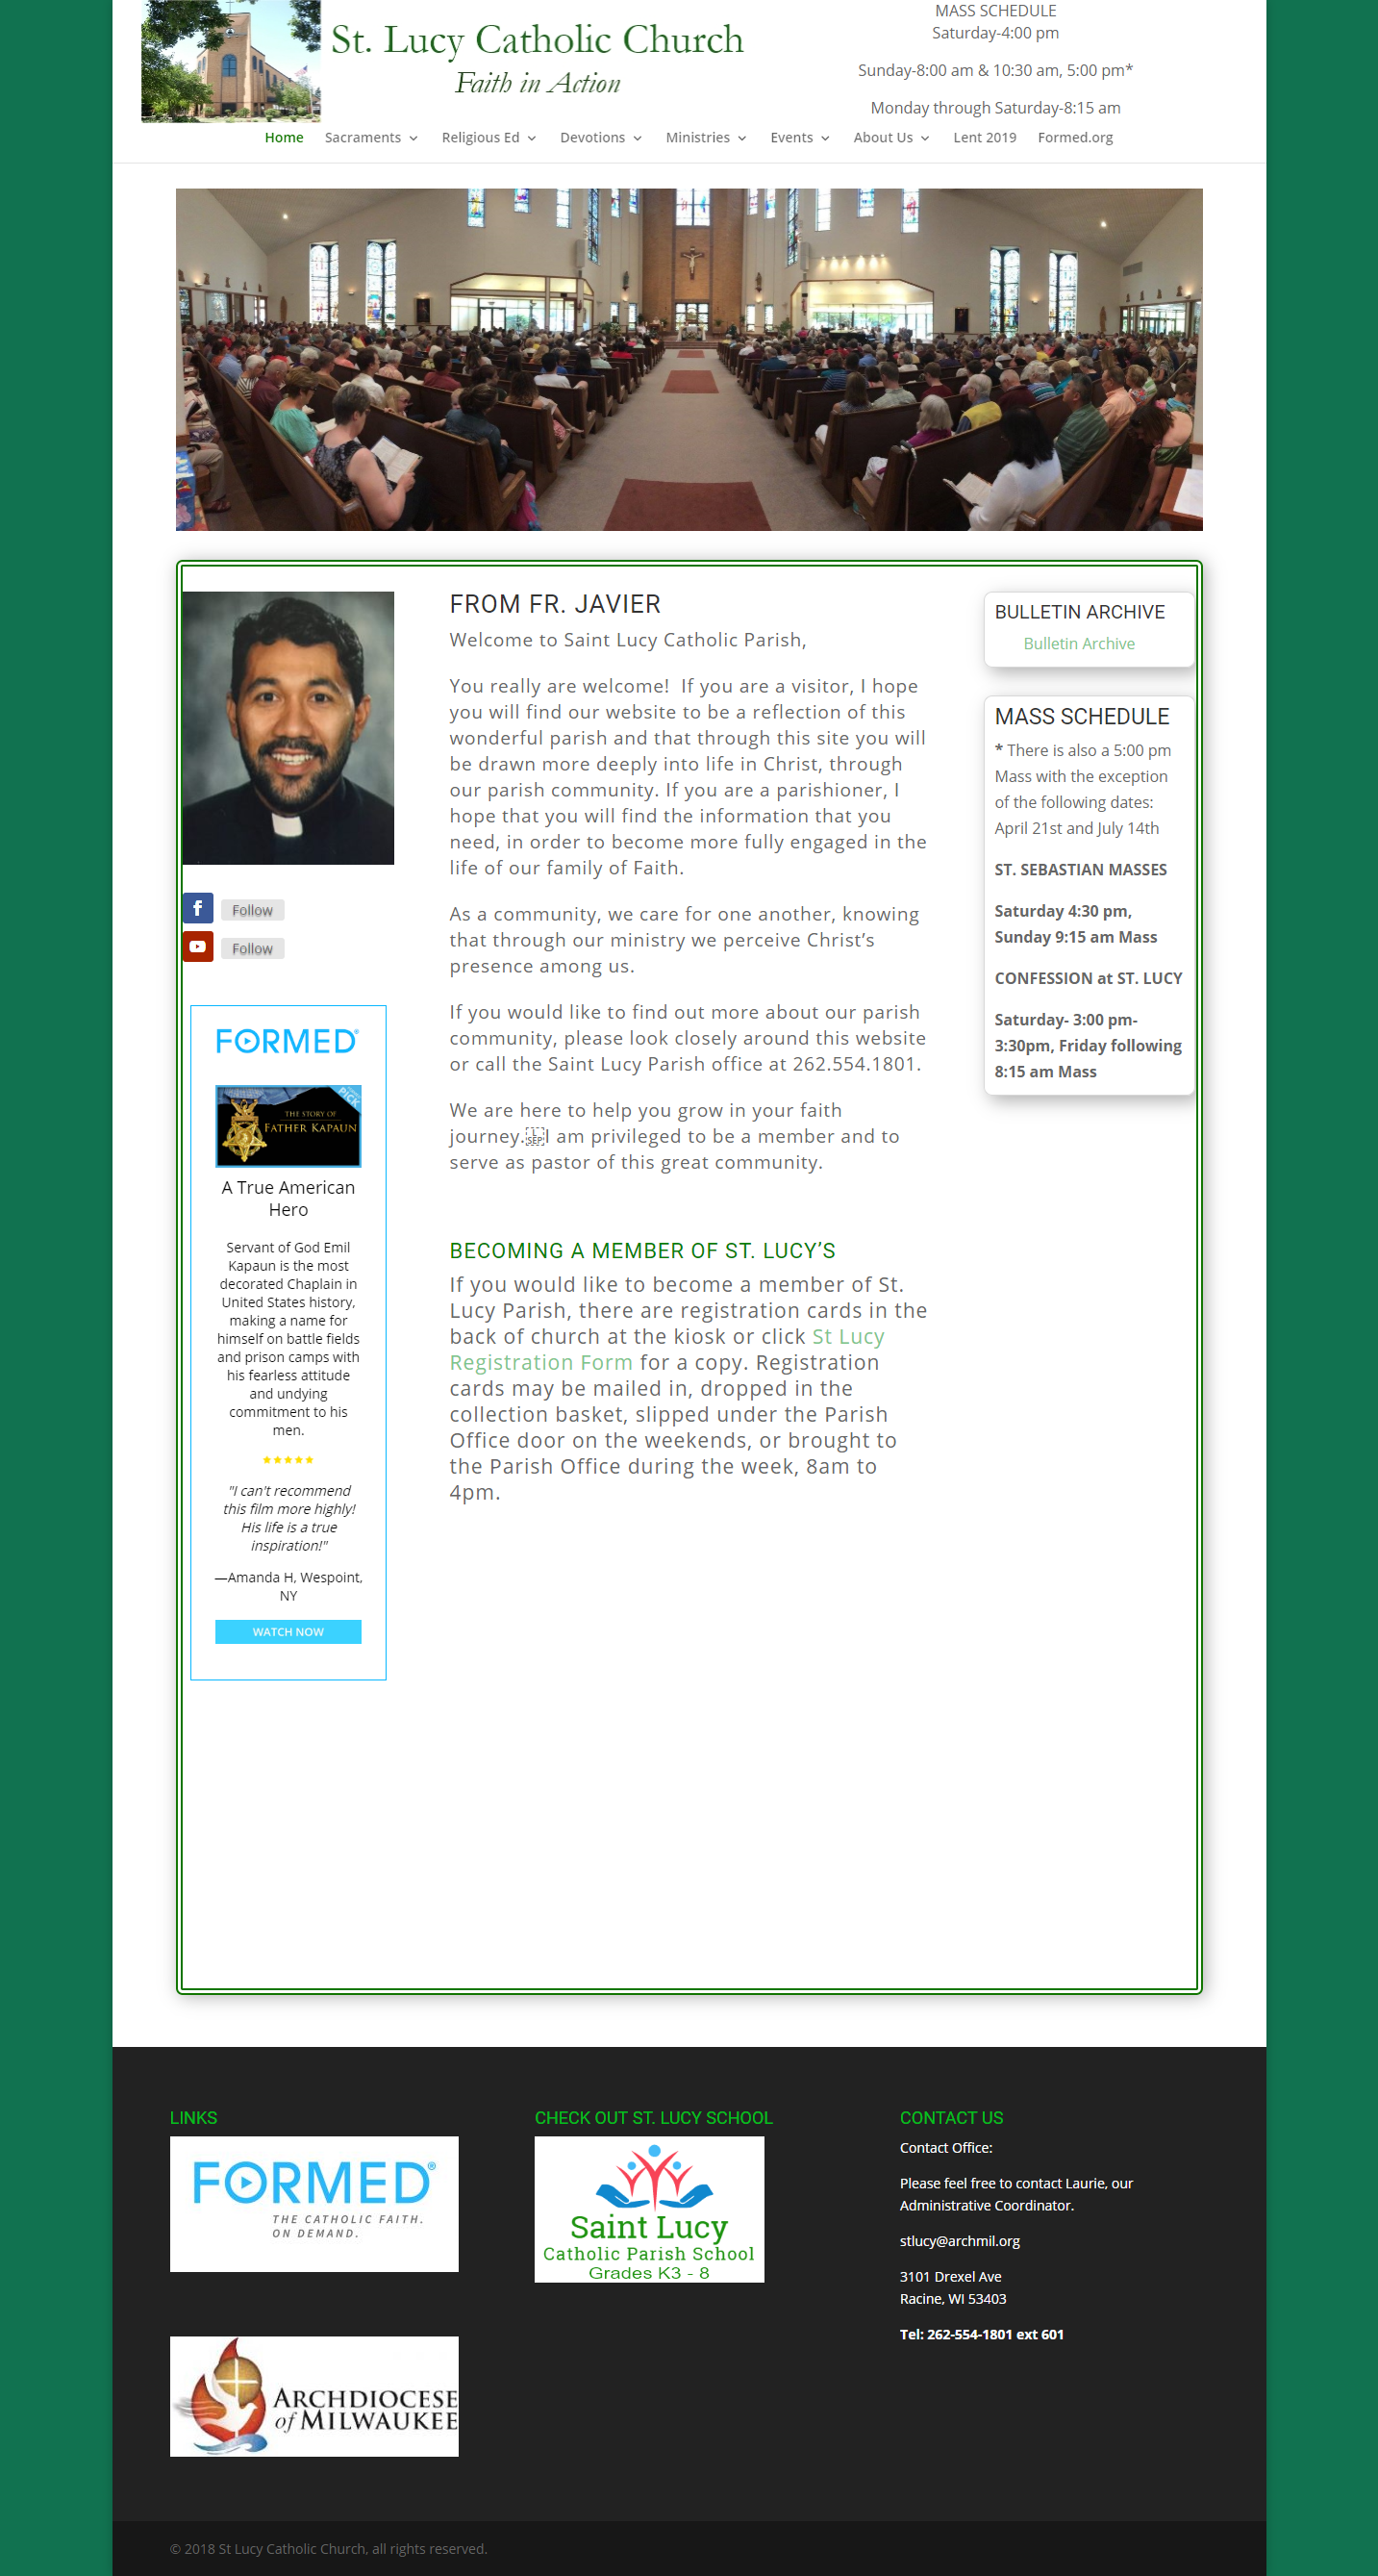 St. Lucy Catholic Church
Faith in Action
MASS SCHEDULE
Saturday-4:00 pm
Sunday-8:00 am & 10:30 am, 5:00 pm*
Monday through Saturday-8:15 am
Home Sacraments Religious Ed Devotions Ministries Events About Us Lent 2019 Formed.org
Follow
Follow
FORMED®
PICK
THE STORY OF
FATHER KAPAUN
A True American
Hero
Servant of God Emil
Kapaun is the most
decorated Chaplain in
United States history,
making a name for
himself on battle fields
and prison camps with
his fearless attitude
and undying
commitment to his
men.
"I can't recommend
this film more highly!
His life is a true
inspiration!"
—Amanda H, Wespoint,
NY
WATCH NOW
FROM FR. JAVIER
Welcome to Saint Lucy Catholic Parish,
You really are welcome!  If you are a visitor, I hope
you will find our website to be a reflection of this
wonderful parish and that through this site you will
be drawn more deeply into life in Christ, through
our parish community. If you are a parishioner, I
hope that you will find the information that you
need, in order to become more fully engaged in the
life of our family of Faith.
As a community, we care for one another, knowing
that through our ministry we perceive Christ’s
presence among us.
If you would like to find out more about our parish
community, please look closely around this website
or call the Saint Lucy Parish office at 262.554.1801.
We are here to help you grow in your faith
journey. I am privileged to be a member and to
serve as pastor of this great community.
BECOMING A MEMBER OF ST. LUCY’S
If you would like to become a member of St.
Lucy Parish, there are registration cards in the
back of church at the kiosk or click St Lucy
Registration Form for a copy. Registration
cards may be mailed in, dropped in the
collection basket, slipped under the Parish
Office door on the weekends, or brought to
the Parish Office during the week, 8am to
4pm.
BULLETIN ARCHIVE
Bulletin Archive
MASS SCHEDULE
* There is also a 5:00 pm
Mass with the exception
of the following dates:
April 21st and July 14th
ST. SEBASTIAN MASSES
Saturday 4:30 pm,
Sunday 9:15 am Mass
CONFESSION at ST. LUCY
Saturday- 3:00 pm-
3:30pm, Friday following
8:15 am Mass
LINKS
FORMED®
THE CATHOLIC FAITH.
ON DEMAND.
ARCHDIOCESE
of MILWAUKEE
CHECK OUT ST. LUCY SCHOOL
Saint Lucy
Catholic Parish School
Grades K3 - 8
CONTACT US
Contact Office:
Please feel free to contact Laurie, our
Administrative Coordinator.
stlucy@archmil.org
3101 Drexel Ave
Racine, WI 53403
Tel: 262-554-1801 ext 601
© 2018 St Lucy Catholic Church, all rights reserved.